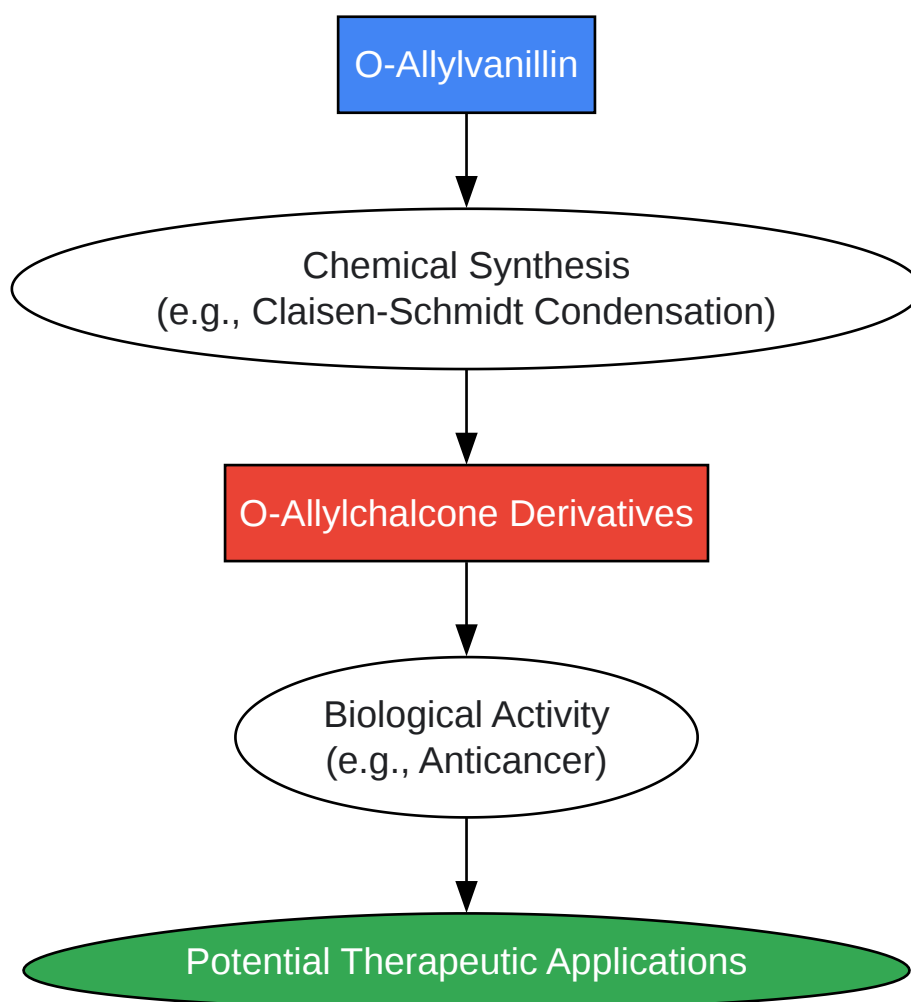 O-Allylvanillin
Chemical Synthesis
(e.g., Claisen-Schmidt Condensation)
O-Allylchalcone Derivatives
Biological Activity
(e.g., Anticancer)
Potential Therapeutic Applications